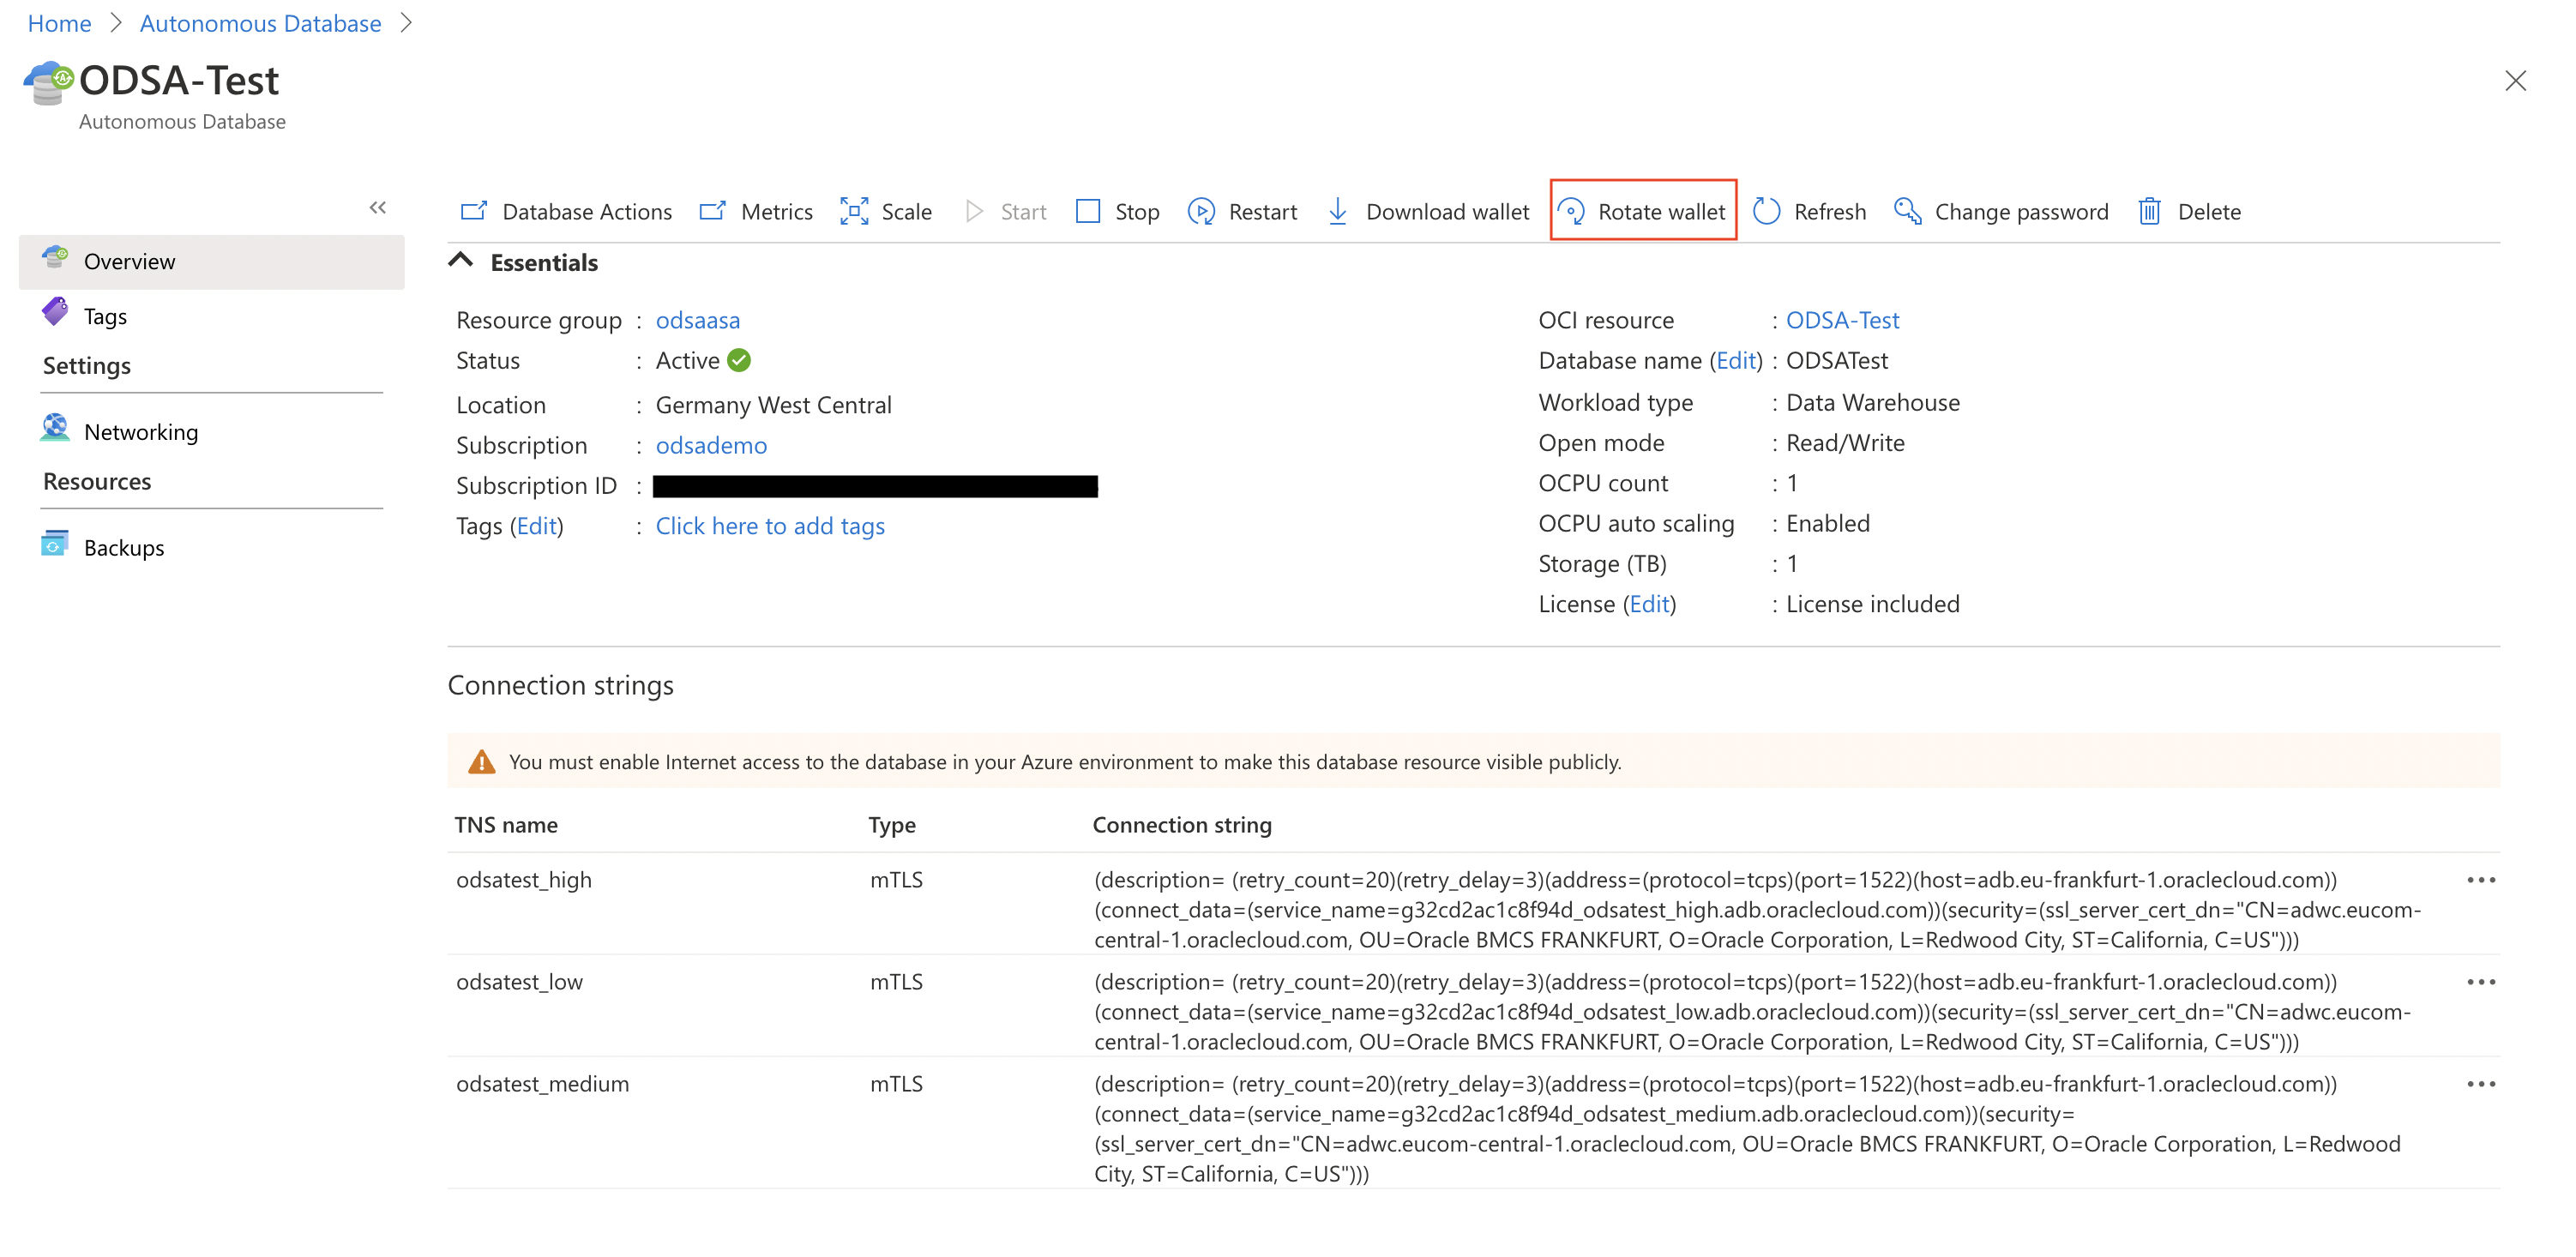 Home > Autonomous Database >
ODSA-Test
Autonomous Database
Database Actions Metrics Scale Start Stop Restart Download wallet Rotate wallet Refresh Change password Delete
Overview
Tags
Settings
Networking
Resources
Backups
Essentials
Resource group : odsaasa
Status : Active
Location : Germany West Central
Subscription : odsademo
Subscription ID :
Tags (Edit) : Click here to add tags
OCI resource : ODSA-Test
Database name (Edit) : ODSATest
Workload type : Data Warehouse
Open mode : Read/Write
OCPU count : 1
OCPU auto scaling : Enabled
Storage (TB) : 1
License (Edit) : License included
Connection strings
You must enable Internet access to the database in your Azure environment to make this database resource visible publicly.
TNS name Type Connection string
odsatest_high mTLS (description= (retry_count=20)(retry_delay=3)(address=(protocol=tcps)(port=1522)(host=adb.eu-frankfurt-1.oraclecloud.com))
(connect_data=(service_name=g32cd2ac1c8f94d_odsatest_high.adb.oraclecloud.com))(security=(ssl_server_cert_dn="CN=adwc.eucom-
central-1.oraclecloud.com, OU=Oracle BMCS FRANKFURT, O=Oracle Corporation, L=Redwood City, ST=California, C=US")))
odsatest_low mTLS (description= (retry_count=20)(retry_delay=3)(address=(protocol=tcps)(port=1522)(host=adb.eu-frankfurt-1.oraclecloud.com))
(connect_data=(service_name=g32cd2ac1c8f94d_odsatest_low.adb.oraclecloud.com))(security=(ssl_server_cert_dn="CN=adwc.eucom-
central-1.oraclecloud.com, OU=Oracle BMCS FRANKFURT, O=Oracle Corporation, L=Redwood City, ST=California, C=US")))
odsatest_medium mTLS (description= (retry_count=20)(retry_delay=3)(address=(protocol=tcps)(port=1522)(host=adb.eu-frankfurt-1.oraclecloud.com))
(connect_data=(service_name=g32cd2ac1c8f94d_odsatest_medium.adb.oraclecloud.com))(security=
(ssl_server_cert_dn="CN=adwc.eucom-central-1.oraclecloud.com, OU=Oracle BMCS FRANKFURT, O=Oracle Corporation, L=Redwood
City, ST=California, C=US")))